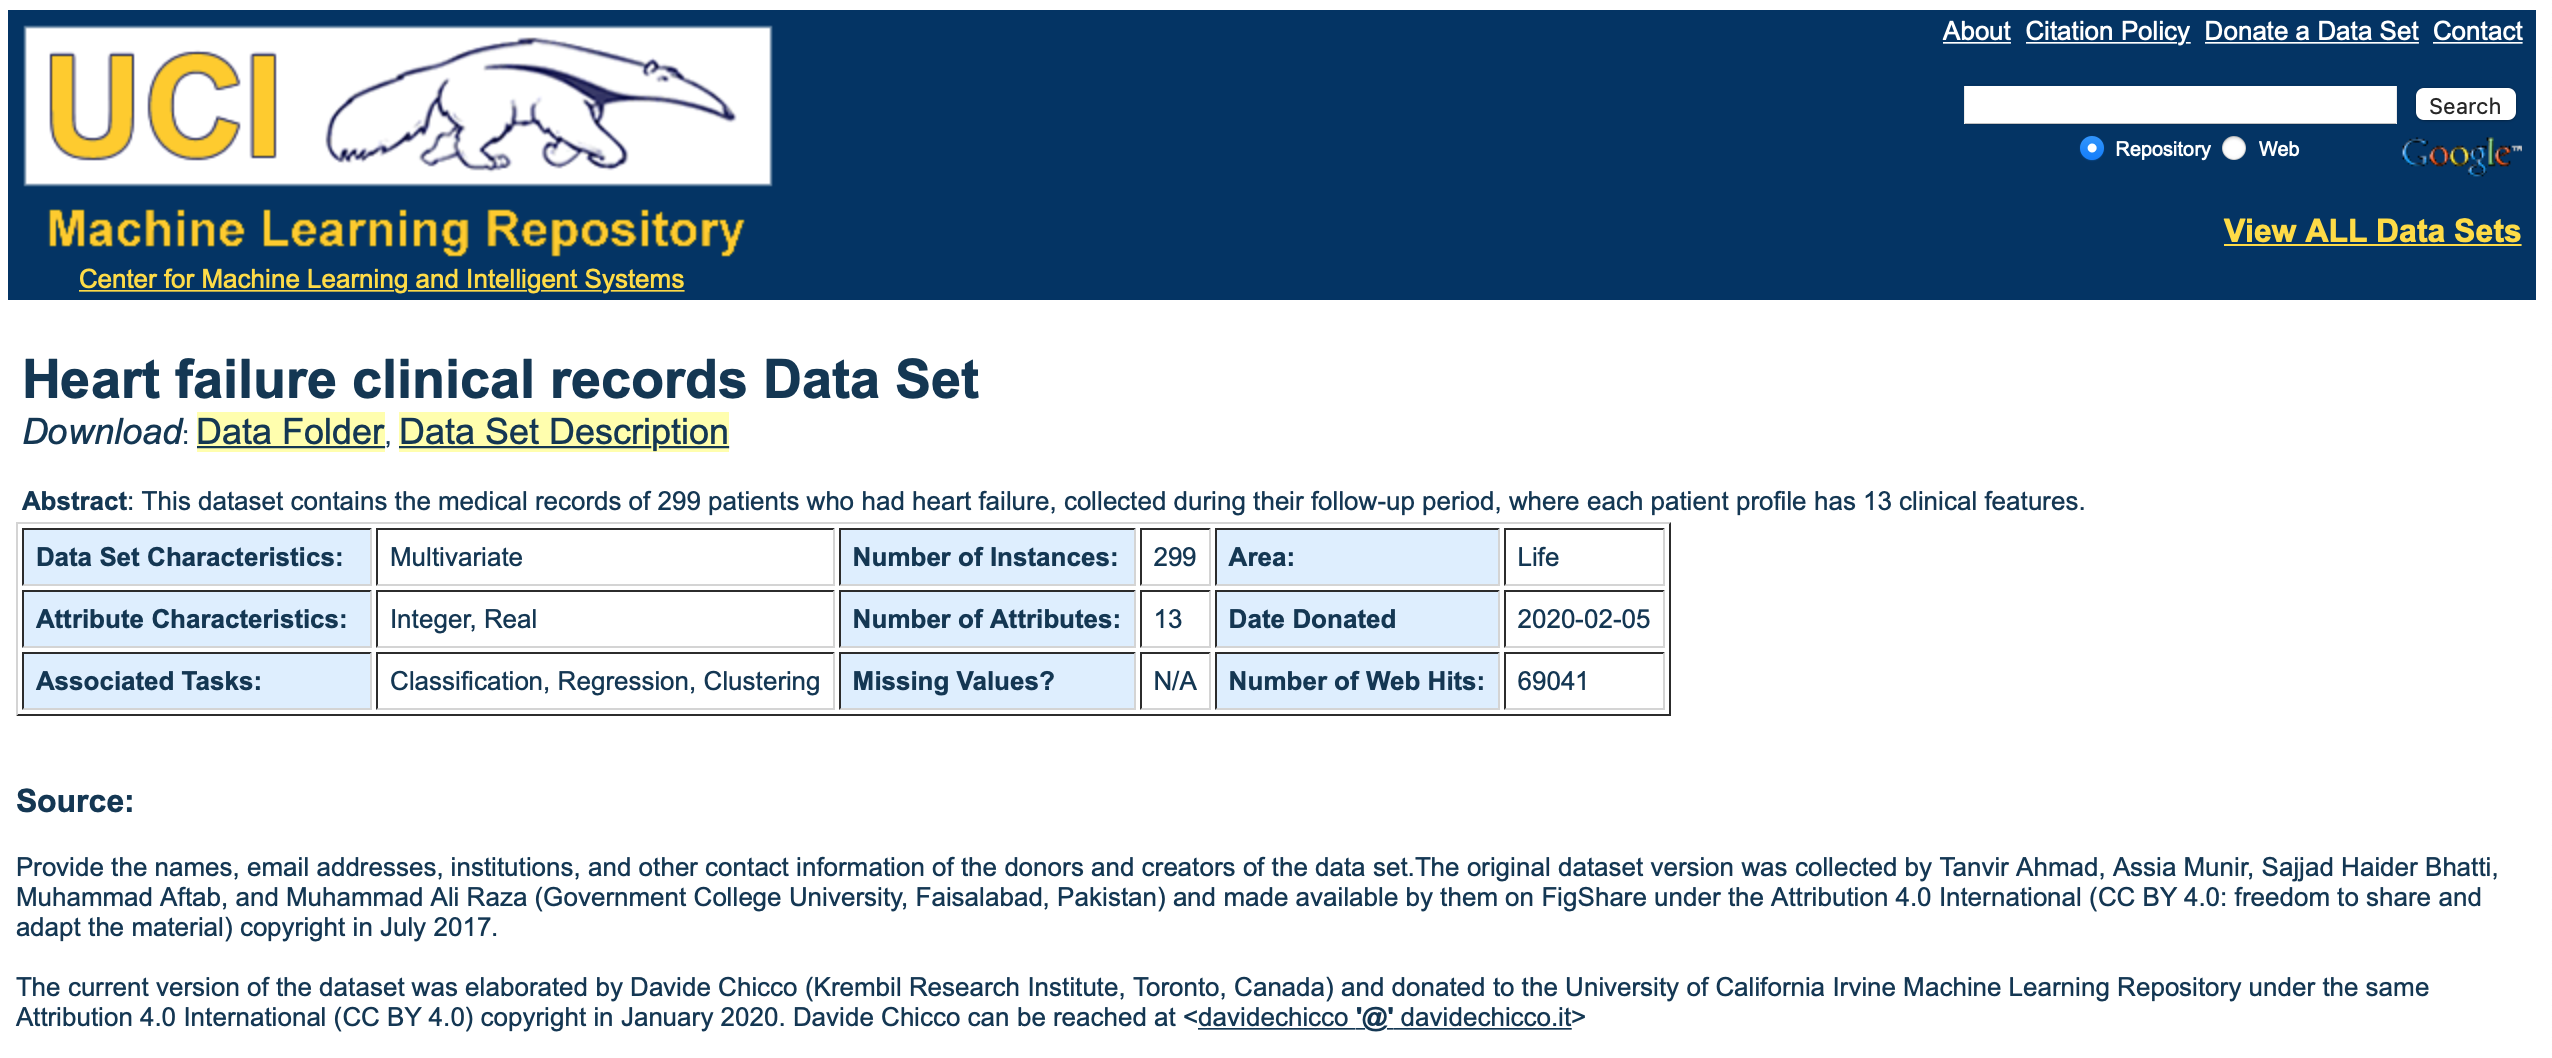 UCI
About Citation Policy Donate a Data Set Contact
Search
Repository Web Google™
Machine Learning Repository
View ALL Data Sets
Center for Machine Learning and Intelligent Systems
Heart failure clinical records Data Set
Download: Data Folder, Data Set Description
Abstract: This dataset contains the medical records of 299 patients who had heart failure, collected during their follow-up period, where each patient profile has 13 clinical features.
Data Set Characteristics: Multivariate Number of Instances: 299 Area: Life
Attribute Characteristics: Integer, Real Number of Attributes: 13 Date Donated 2020-02-05
Associated Tasks: Classification, Regression, Clustering Missing Values? N/A Number of Web Hits: 69041
Source:
Provide the names, email addresses, institutions, and other contact information of the donors and creators of the data set.The original dataset version was collected by Tanvir Ahmad, Assia Munir, Sajjad Haider Bhatti,
Muhammad Aftab, and Muhammad Ali Raza (Government College University, Faisalabad, Pakistan) and made available by them on FigShare under the Attribution 4.0 International (CC BY 4.0: freedom to share and
adapt the material) copyright in July 2017.
The current version of the dataset was elaborated by Davide Chicco (Krembil Research Institute, Toronto, Canada) and donated to the University of California Irvine Machine Learning Repository under the same
Attribution 4.0 International (CC BY 4.0) copyright in January 2020. Davide Chicco can be reached at <davidechicco '@' davidechicco.it>